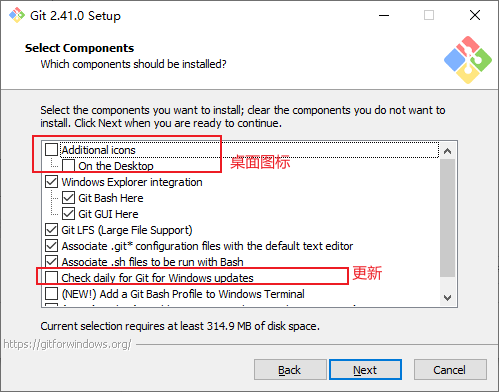 Git 2.41.0 Setup
Select Components
Which components should be installed?
Select the components you want to install; clear the components you do not want to
install. Click Next when you are ready to continue.
Additional icons
On the Desktop
桌面图标
Windows Explorer integration
Git Bash Here
Git GUI Here
Git LFS (Large File Support)
Associate .git* configuration files with the default text editor
Associate .sh files to be run with Bash
Check daily for Git for Windows updates
更新
(NEW!) Add a Git Bash Profile to Windows Terminal
Current selection requires at least 314.9 MB of disk space.
https://gitforwindows.org/
Back
Next
Cancel